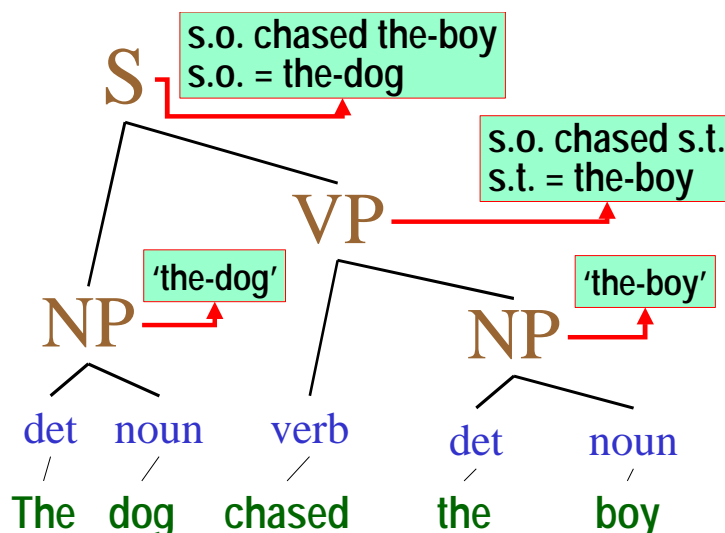 s.o. chased the-boy
s.o. = the-dog
S
s.o. chased s.t.
s.t. = the-boy
VP
‘the-dog’
‘the-boy’
NP
NP
det noun verb det noun
The dog chased the boy